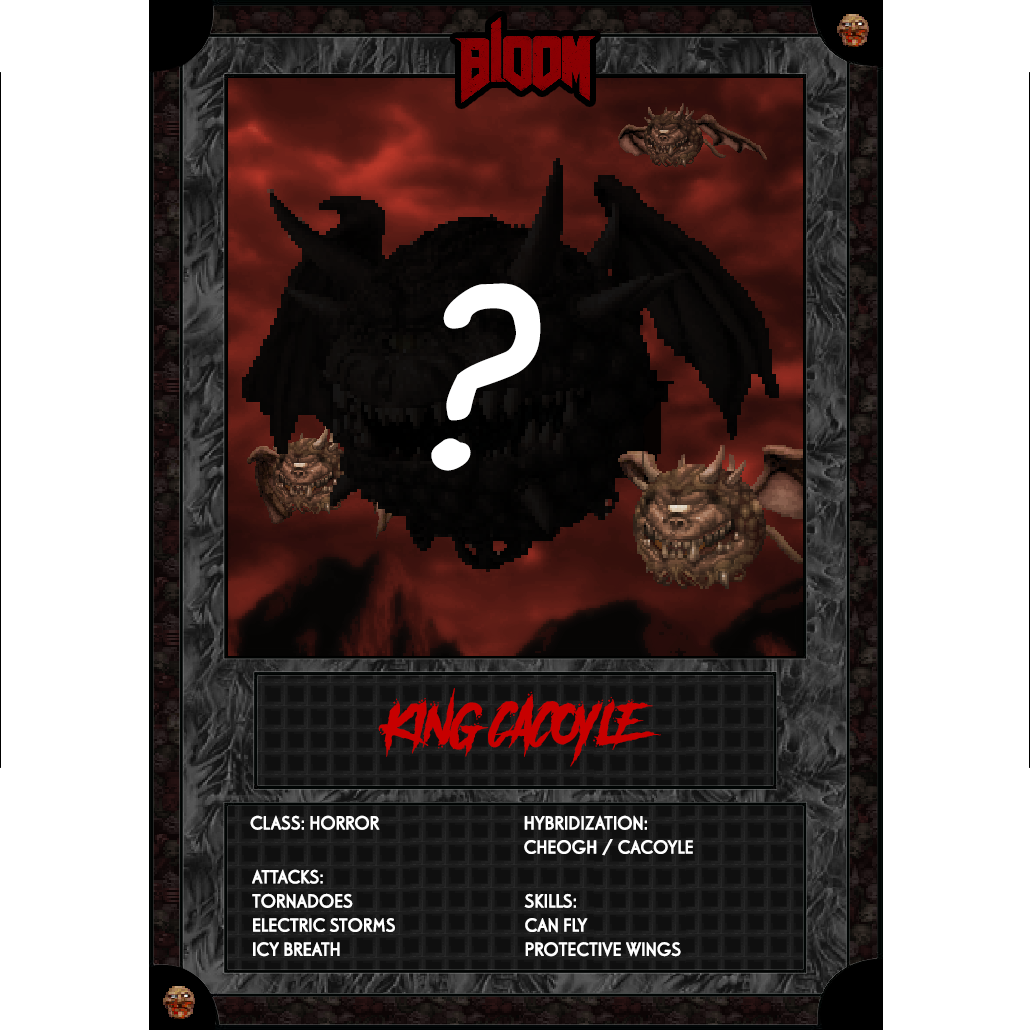 BLOOM
?
KING CACOYLE
CLASS: HORROR
HYBRIDIZATION:
CHEOGH / CACOYLE
ATTACKS:
TORNADOES
ELECTRIC STORMS
ICY BREATH
SKILLS:
CAN FLY
PROTECTIVE WINGS